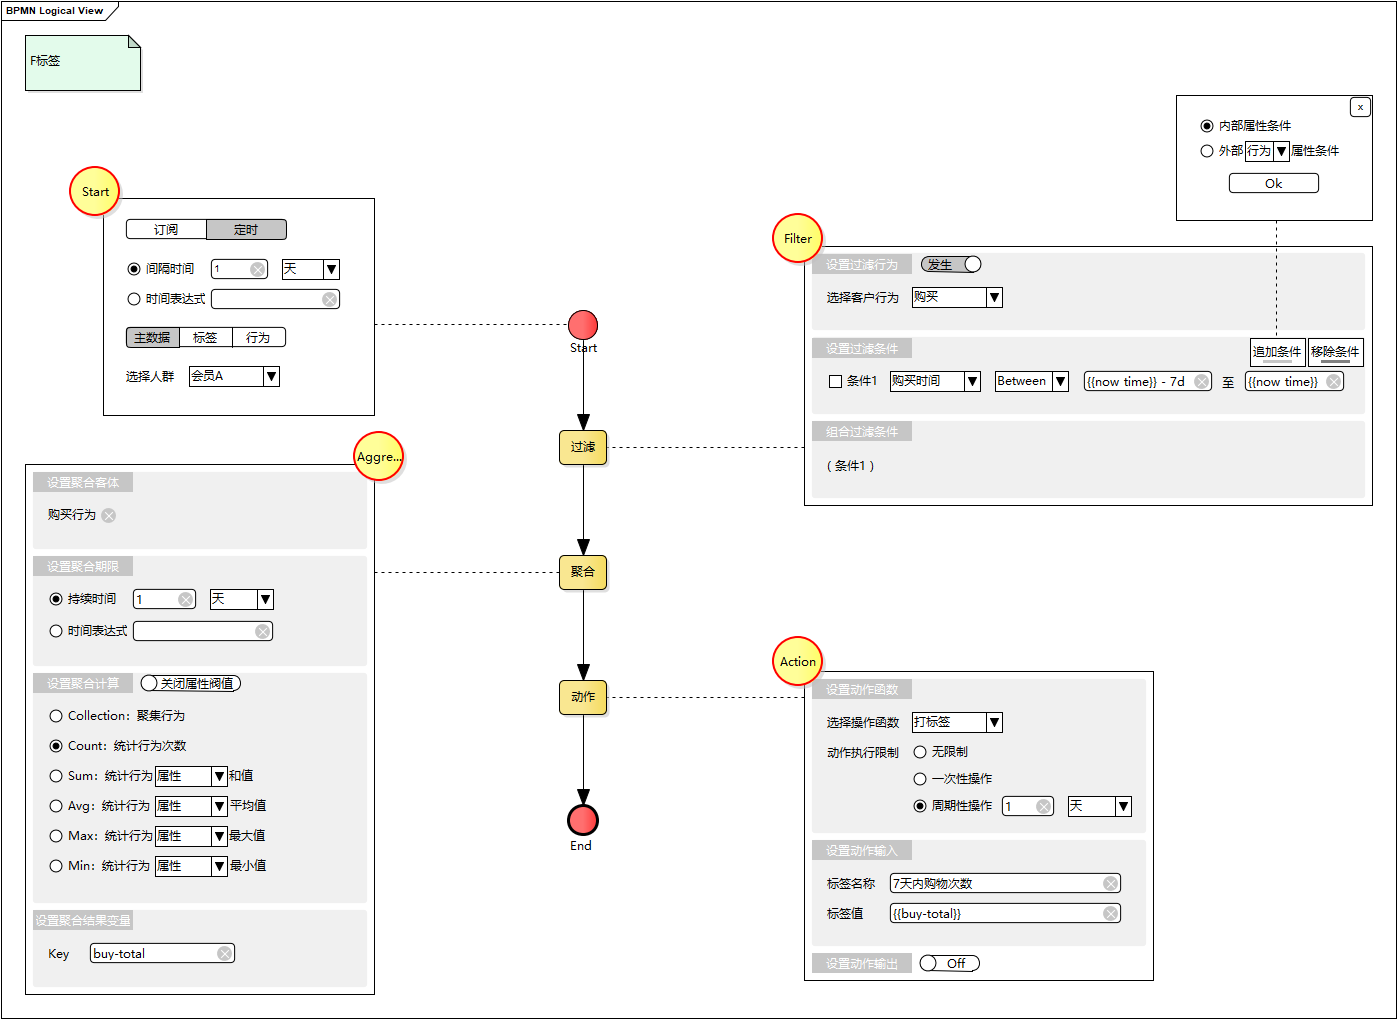 BPMN Logical View
F标签
x
内部属性条件
外部 行为 属性条件
Ok
Start
订阅 定时
间隔时间 1 天
时间表达式
主数据 标签 行为
选择人群 会员A
Start
Filter
设置过滤行为 发生
选择客户行为 购买
设置过滤条件
追加条件 移除条件
条件1 购买时间 Between {{now time}} - 7d 至 {{now time}}
组合过滤条件
( 条件1 )
过滤
Aggre...
设置聚合客体
购买行为
设置聚合期限
持续时间 1 天
时间表达式
设置聚合计算 关闭属性阀值
Collection: 聚集行为
Count: 统计行为次数
Sum: 统计行为 属性 和值
Avg: 统计行为 属性 平均值
Max: 统计行为 属性 最大值
Min: 统计行为 属性 最小值
设置聚合结果变量
Key buy-total
聚合
动作
End
Action
设置动作函数
选择操作函数 打标签
动作执行限制 无限制
一次性操作
周期性操作 1 天
设置动作输入
标签名称 7天内购物次数
标签值 {{buy-total}}
设置动作输出 Off